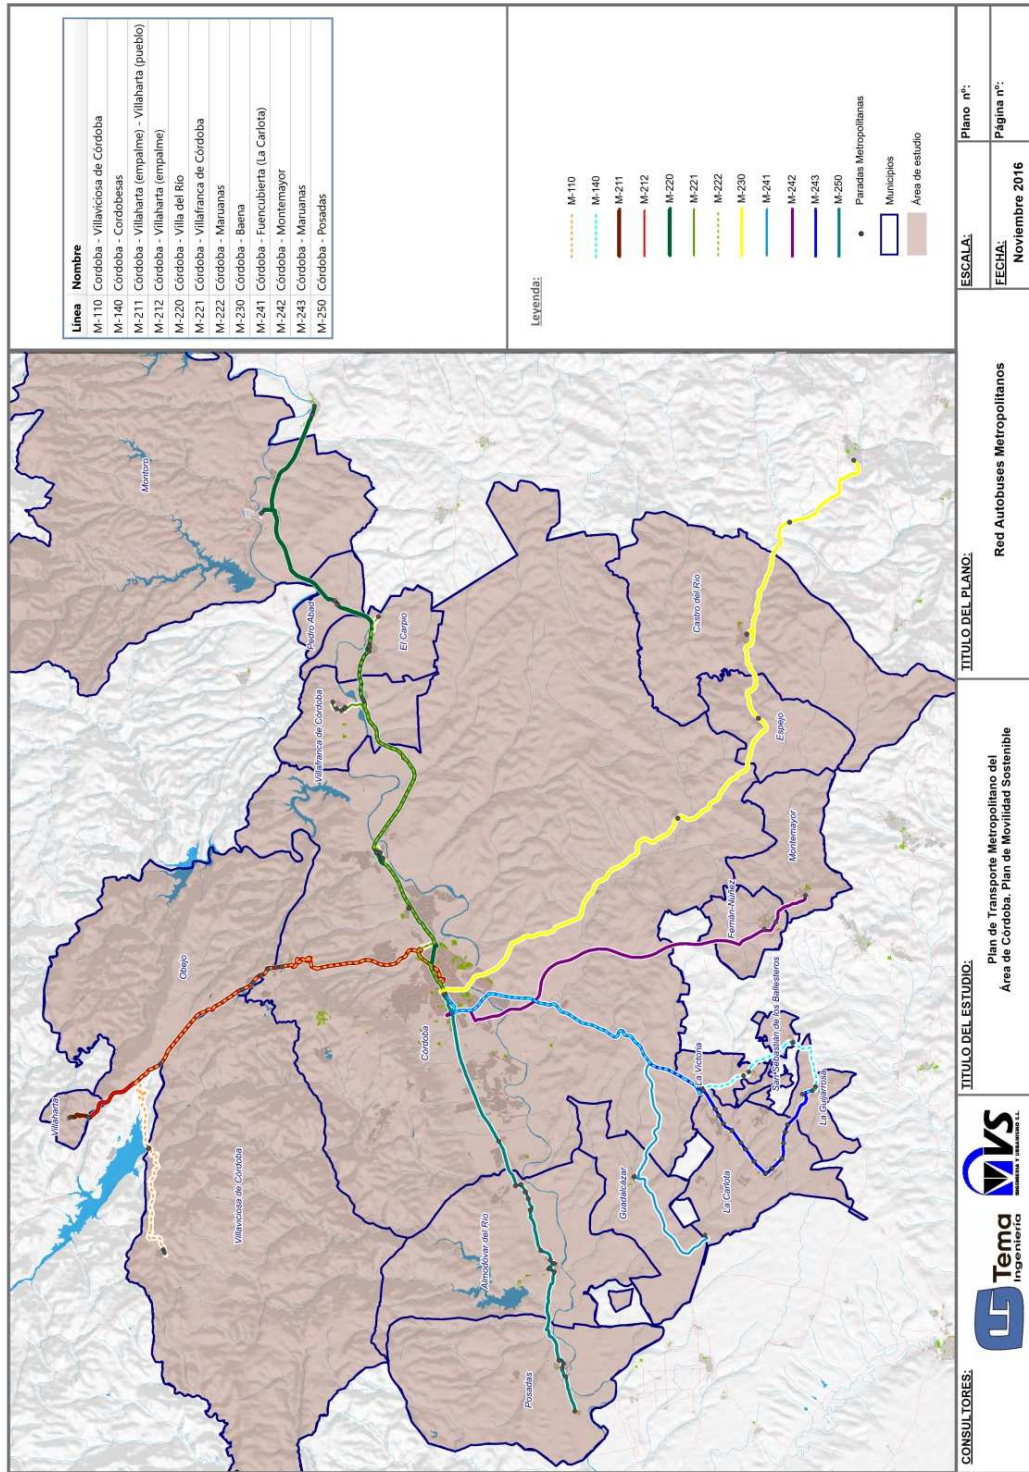 Línea Nombre
M-110 Córdoba - Villaviciosa de Córdoba
M-140 Córdoba - Cordobesas
M-211 Córdoba - Villaharta (empalme) - Villaharta (pueblo)
M-212 Córdoba - Villaharta (empalme)
M-220 Córdoba - Villa del Río
M-221 Córdoba - Villafranca de Córdoba
M-222 Córdoba - Maruanas
M-230 Córdoba - Baena
M-241 Córdoba - Fuencubierta (La Carlota)
M-242 Córdoba - Montemayor
M-243 Córdoba - Maruanas
M-250 Córdoba - Posadas
Leyenda:
M-110
M-140
M-211
M-212
M-220
M-221
M-222
M-230
M-241
M-242
M-243
M-250
Paradas Metropolitanas
Municipios
Área de estudio
Villaharta
Obejo
Villaviciosa de Córdoba
Montoro
Pedro Abad
El Carpio
Villafranca de Córdoba
Córdoba
Almodóvar del Río
Posadas
Guadalcázar
La Carlota
La Victoria
San Sebastián de los Ballesteros
La Guijarrosa
Fernán-Núñez
Montemayor
Espejo
Castro del Río
CONSULTORES:
Tema
Ingeniería
VS
INGENIERIA Y URBANISMO S.L.
TITULO DEL ESTUDIO:
Plan de Transporte Metropolitano del
Área de Córdoba. Plan de Movilidad Sostenible
TITULO DEL PLANO:
Red Autobuses Metropolitanos
ESCALA:
Plano nº:
FECHA:
Noviembre 2016
Página nº: